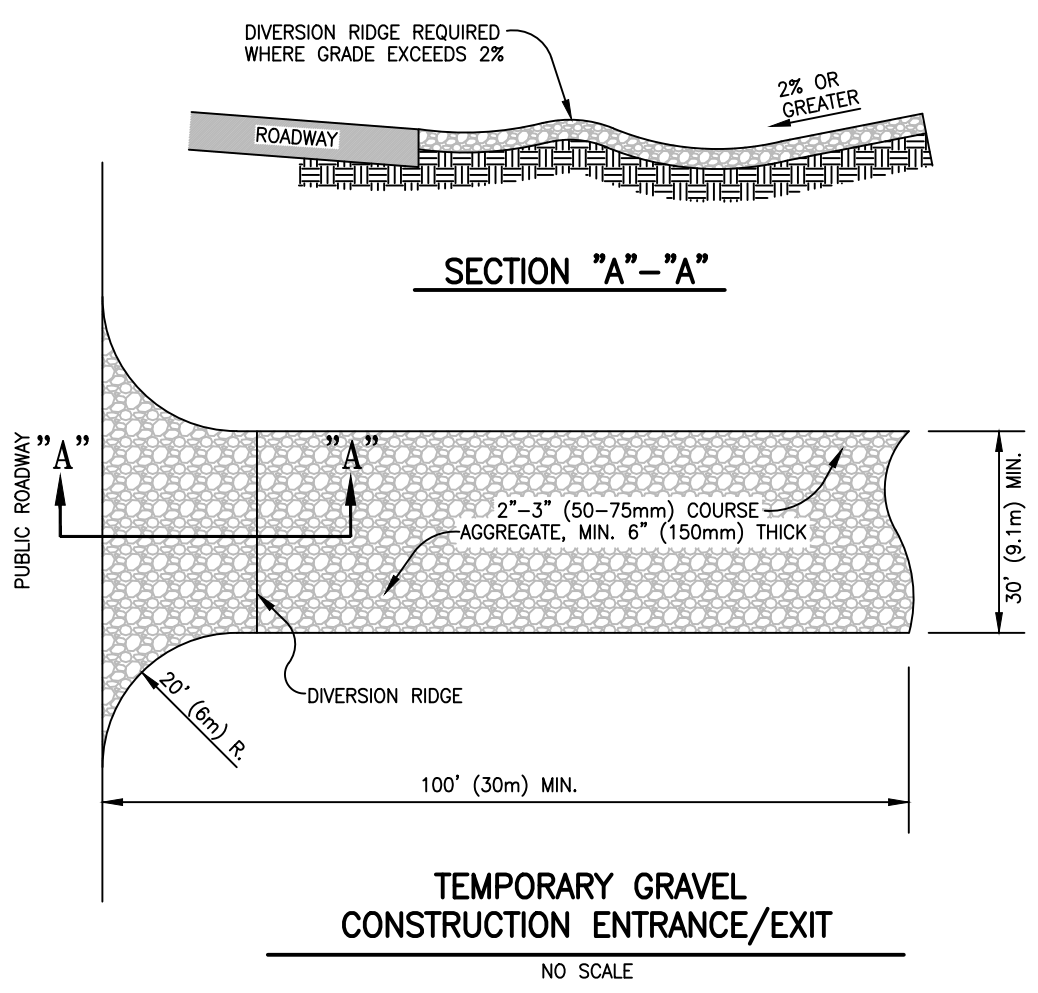 DIVERSION RIDGE REQUIRED
WHERE GRADE EXCEEDS 2%
2% OR
GREATER
ROADWAY
SECTION "A"-"A"
PUBLIC ROADWAY
"A"
"A"
2"-3" (50-75mm) COURSE
AGGREGATE, MIN. 6" (150mm) THICK
30' (9.1m) MIN.
DIVERSION RIDGE
20' (6m) R.
100' (30m) MIN.
TEMPORARY GRAVEL
CONSTRUCTION ENTRANCE/EXIT
NO SCALE